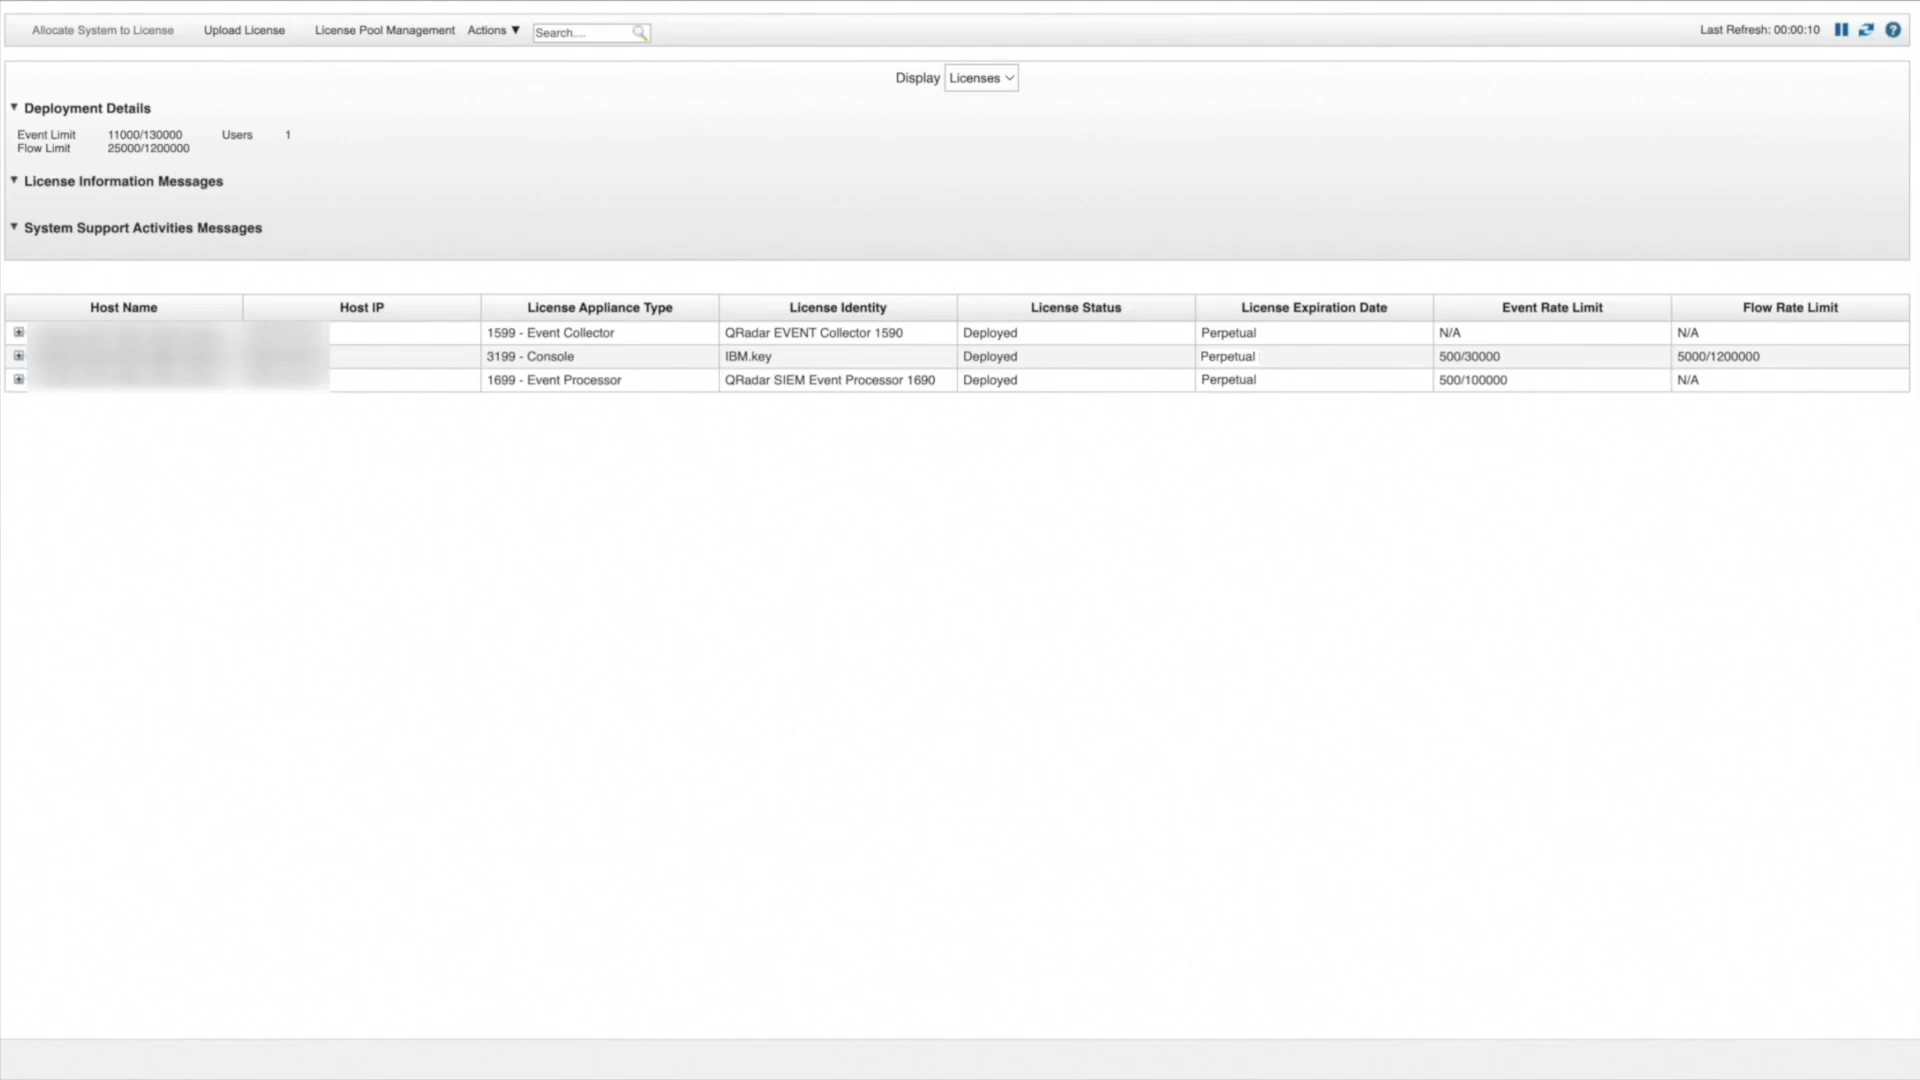 Allocate System to License Upload License License Pool Management Actions ▼ Search.... Last Refresh: 00:00:10
Display Licenses
Deployment Details
Event Limit 11000/130000 Users 1
Flow Limit 25000/1200000
License Information Messages
System Support Activities Messages
Host Name Host IP License Appliance Type License Identity License Status License Expiration Date Event Rate Limit Flow Rate Limit
1599 - Event Collector QRadar EVENT Collector 1590 Deployed Perpetual N/A N/A
3199 - Console IBM.key Deployed Perpetual 500/30000 5000/1200000
1699 - Event Processor QRadar SIEM Event Processor 1690 Deployed Perpetual 500/100000 N/A